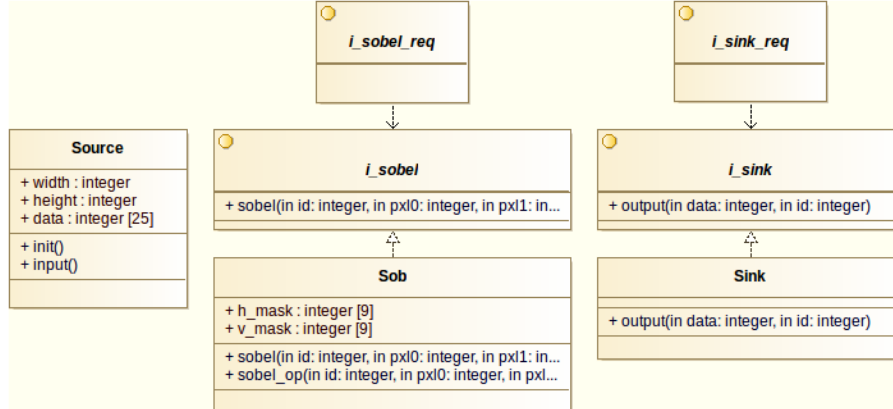 i_sobel_req
i_sink_req
Source
+ width : integer
+ height : integer
+ data : integer [25]
+ init()
+ input()
i_sobel
+ sobel(in id: integer, in pxl0: integer, in pxl1: in...
i_sink
+ output(in data: integer, in id: integer)
Sob
+ h_mask : integer [9]
+ v_mask : integer [9]
+ sobel(in id: integer, in pxl0: integer, in pxl1: in...
+ sobel_op(in id: integer, in pxl0: integer, in pxl...
Sink
+ output(in data: integer, in id: integer)